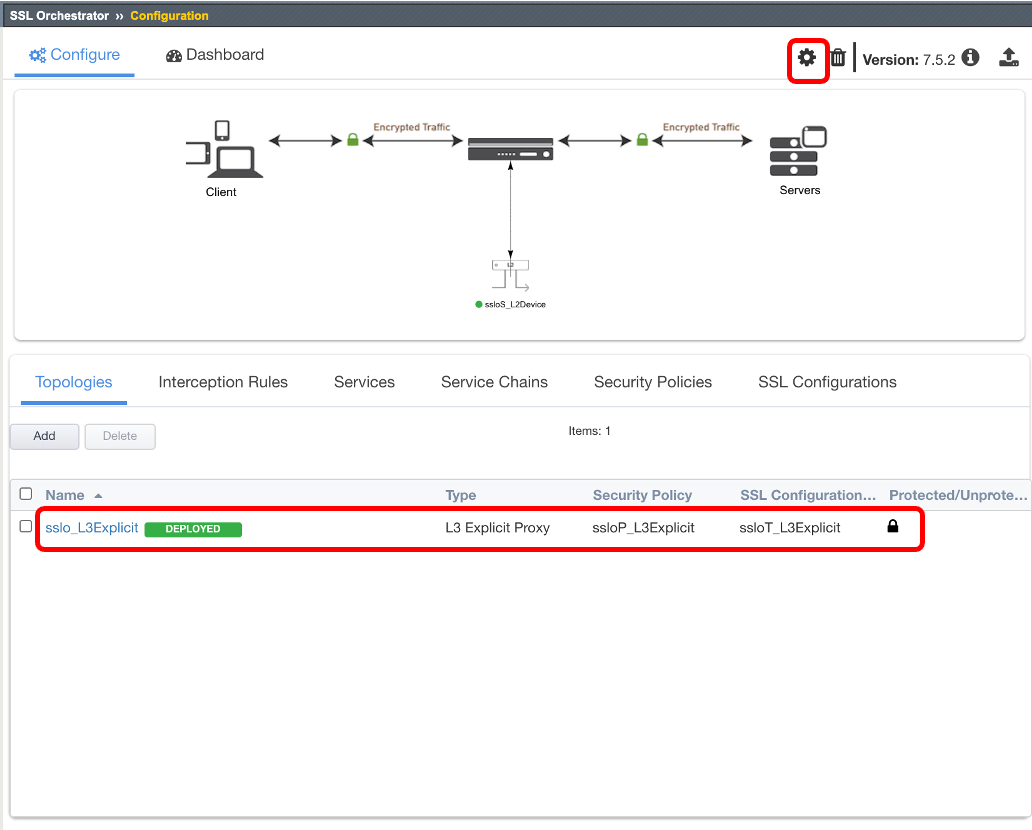 SSL Orchestrator ›› Configuration
Configure
Dashboard
Version: 7.5.2
Encrypted Traffic
Encrypted Traffic
Client
Servers
ssloS_L2Device
Topologies
Interception Rules
Services
Service Chains
Security Policies
SSL Configurations
Add
Delete
Items: 1
Name
Type
Security Policy
SSL Configuration...
Protected/Unprote...
sslo_L3Explicit
DEPLOYED
L3 Explicit Proxy
ssloP_L3Explicit
ssloT_L3Explicit